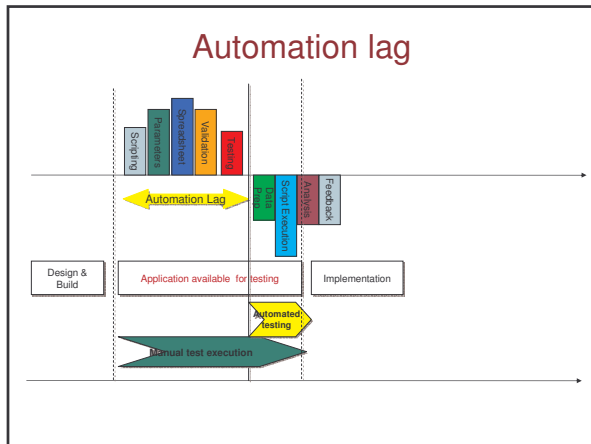 Automation lag
Scripting
Parameters
Spreadsheet
Validation
Testing
Automation Lag
Data
Prep
Script Execution
Analysis
Feedback
Design &
Build
Application available for testing
Implementation
Automated
testing
Manual test execution